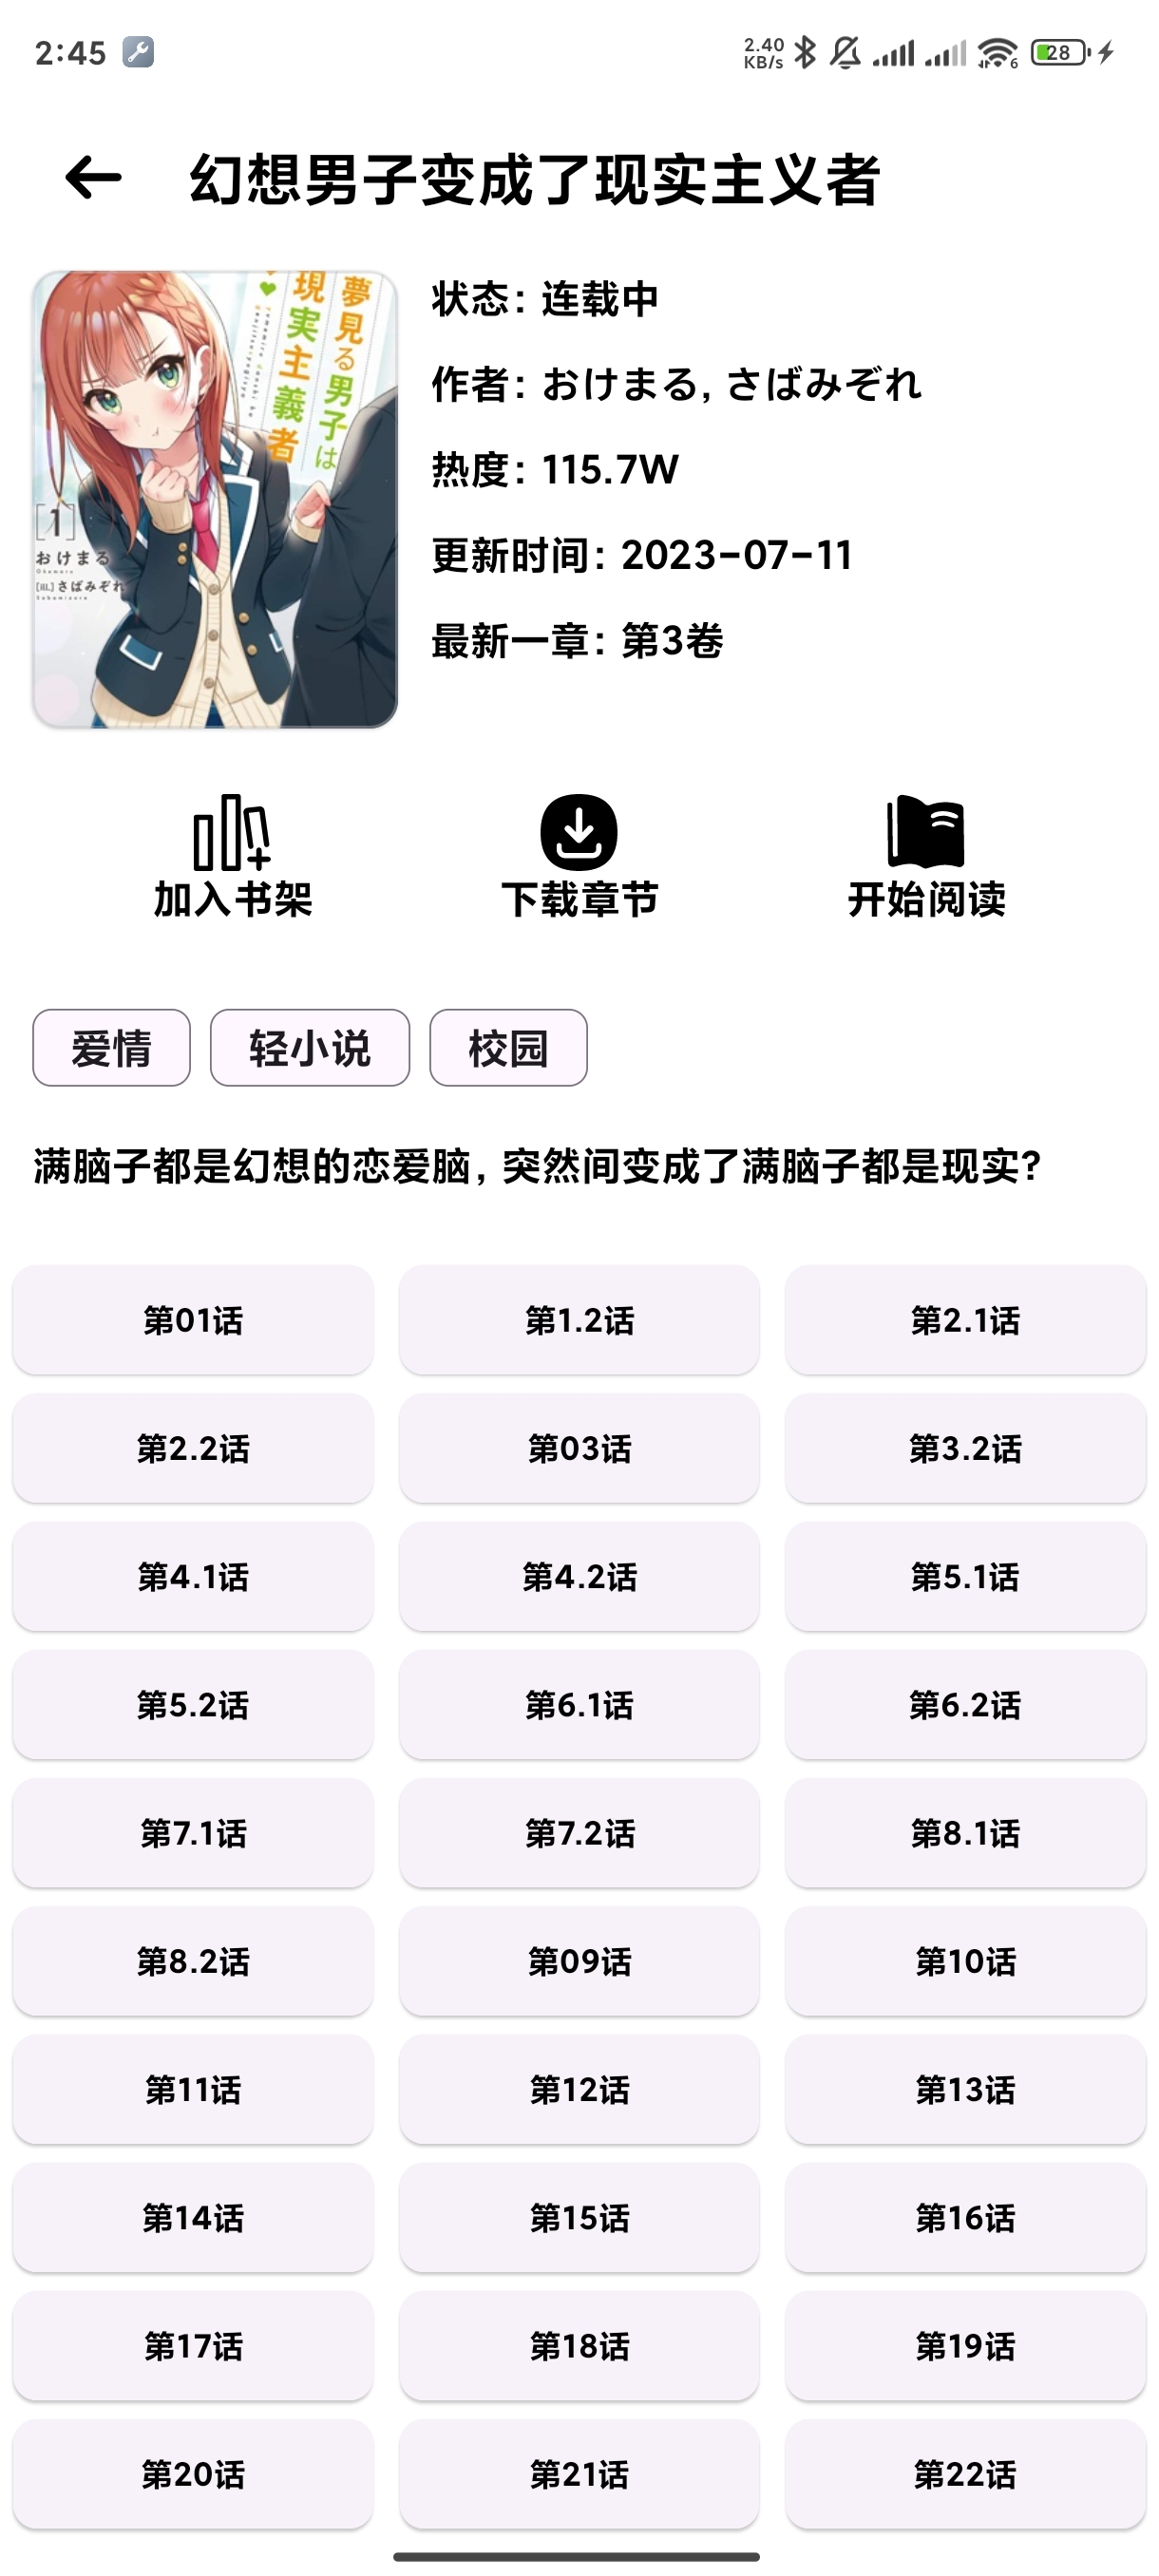 2:45
2.40
KB/s
6
28
幻想男子变成了现实主义者
夢見る男子は
現実主義者
[1]
おけまる
[ill.]さばみぞれ
状态: 连载中
作者: おけまる, さばみぞれ
热度: 115.7W
更新时间: 2023-07-11
最新一章: 第3卷
加入书架 下载章节 开始阅读
爱情 轻小说 校园
满脑子都是幻想的恋爱脑, 突然间变成了满脑子都是现实?
第01话 第1.2话 第2.1话
第2.2话 第03话 第3.2话
第4.1话 第4.2话 第5.1话
第5.2话 第6.1话 第6.2话
第7.1话 第7.2话 第8.1话
第8.2话 第09话 第10话
第11话 第12话 第13话
第14话 第15话 第16话
第17话 第18话 第19话
第20话 第21话 第22话